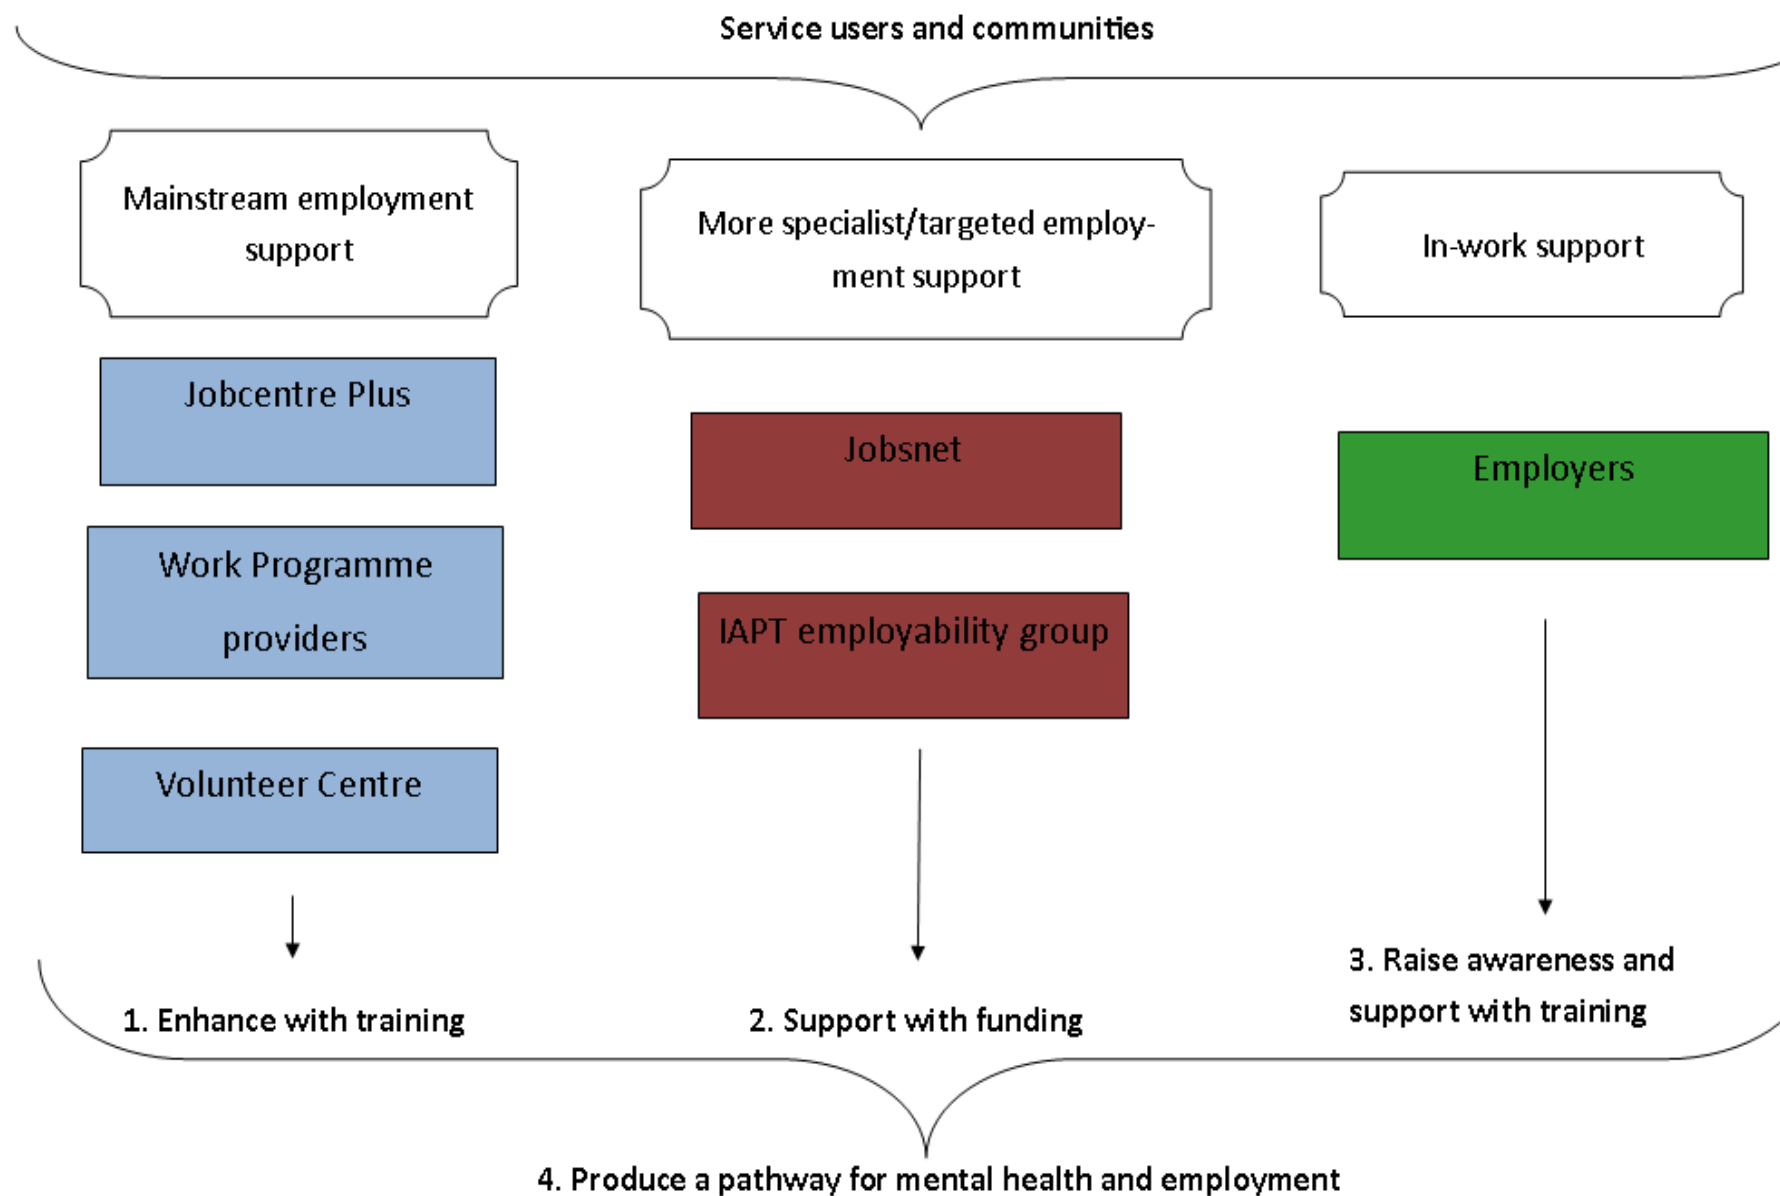 Service users and communities
Mainstream employment
support
More specialist/targeted employ-
ment support
In-work support
Jobcentre Plus
Work Programme
providers
Volunteer Centre
Jobsnet
IAPT employability group
Employers
1. Enhance with training
2. Support with funding
3. Raise awareness and
support with training
4. Produce a pathway for mental health and employment